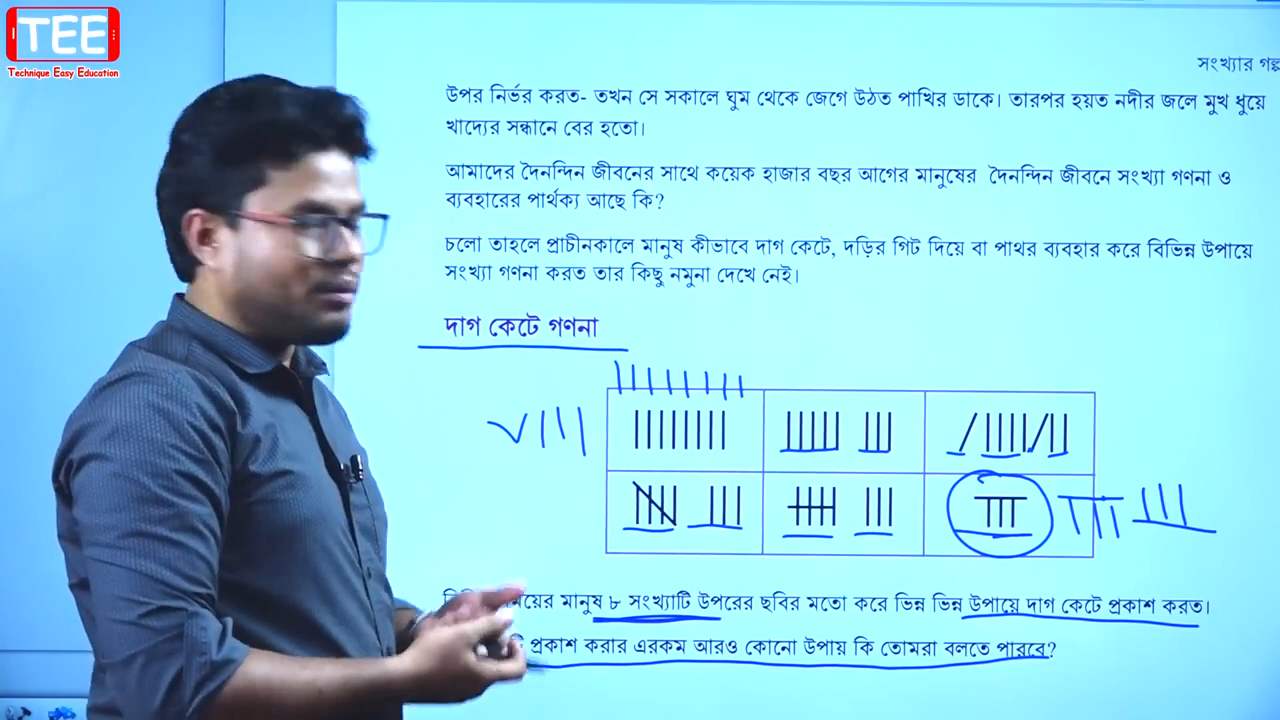 TEE
Technique Easy Education
সংখ্যার গল্প
উপর নির্ভর করত- তখন সে সকালে ঘুম থেকে জেগে উঠত পাখির ডাকে। তারপর হয়ত নদীর জলে মুখ ধুয়ে
খাদ্যের সন্ধানে বের হতো।
আমাদের দৈনন্দিন জীবনের সাথে কয়েক হাজার বছর আগের মানুষের দৈনন্দিন জীবনে সংখ্যা গণনা ও
ব্যবহারের পার্থক্য আছে কি?
চলো তাহলে প্রাচীনকালে মানুষ কীভাবে দাগ কেটে, দড়ির গিট দিয়ে বা পাথর ব্যবহার করে বিভিন্ন উপায়ে
সংখ্যা গণনা করত তার কিছু নমুনা দেখে নেই।
দাগ কেটে গণনা
মানুষ ৮ সংখ্যাটি উপরের ছবির মতো করে ভিন্ন ভিন্ন উপায়ে দাগ কেটে প্রকাশ করত।
প্রকাশ করার এরকম আরও কোনো উপায় কি তোমরা বলতে পারবে?